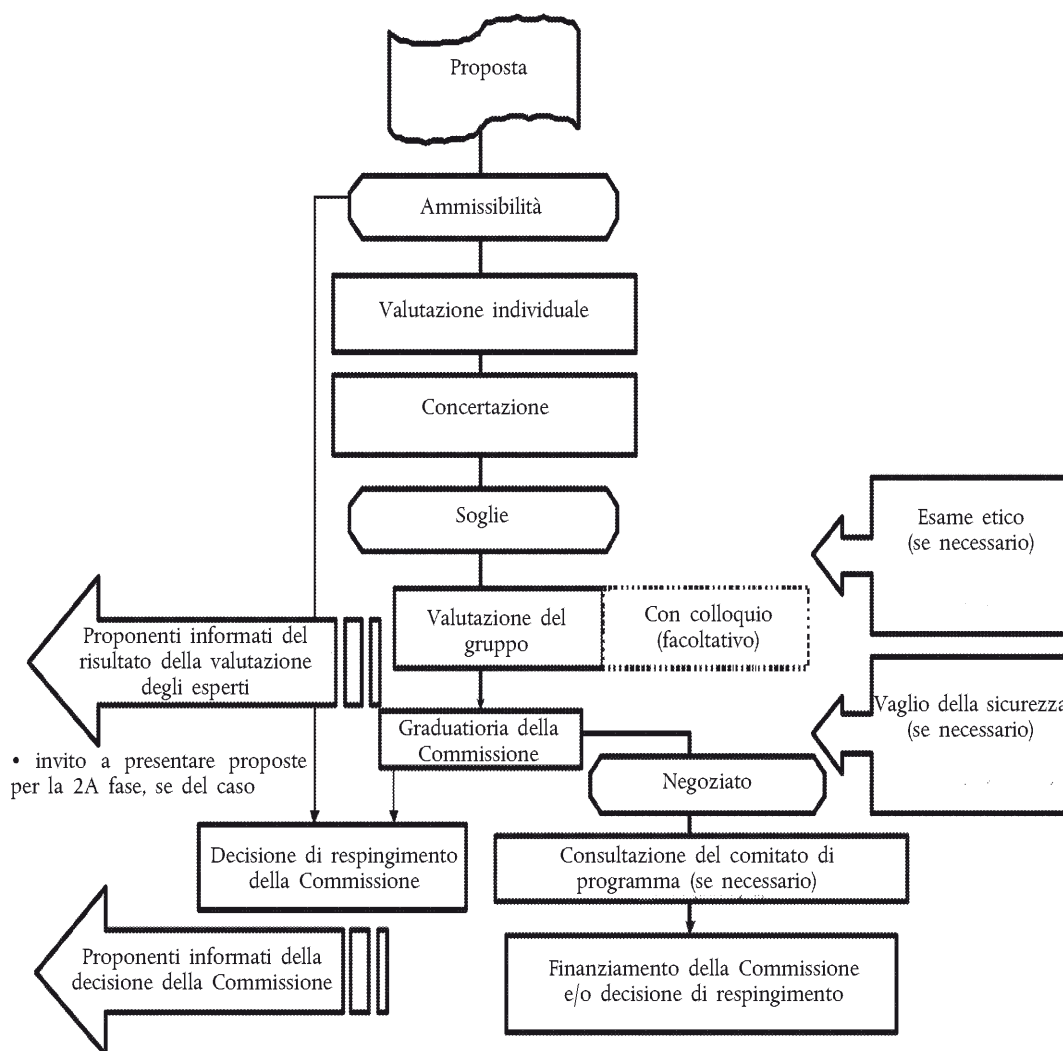 Proposta
Ammissibilità
Valutazione individuale
Concertazione
Soglie
Esame etico
(se necessario)
Valutazione del
gruppo
Con colloquio
(facoltativo)
Proponenti informati del
risultato della valutazione
degli esperti
Vaglio della sicurezza
(se necessario)
Graduatioria della
Commissione
• invito a presentare proposte
per la 2A fase, se del caso
Negoziato
Decisione di respingimento
della Commissione
Consultazione del comitato di
programma (se necessario)
Proponenti informati della
decisione della Commissione
Finanziamento della Commissione
e/o decisione di respingimento